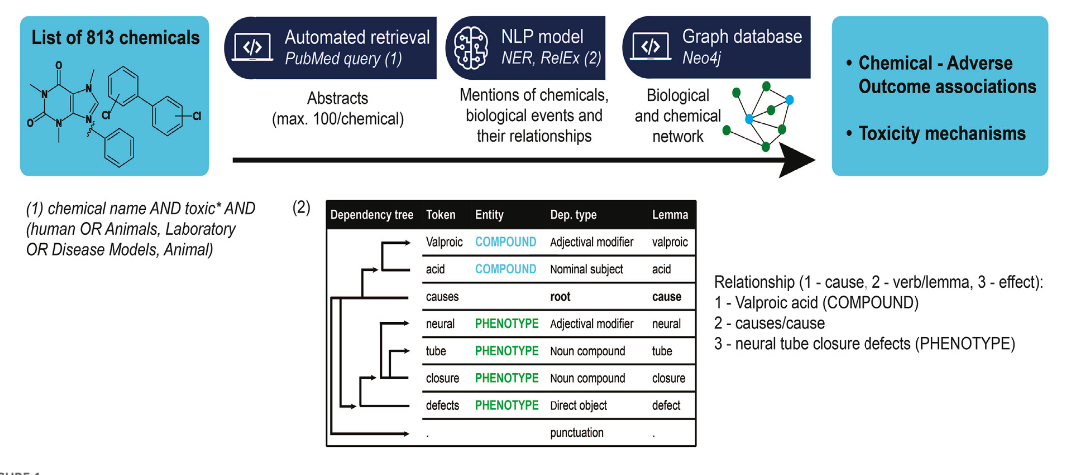 List of 813 chemicals
O
N
N
O
N
N
Cl
Cl
Automated retrieval
PubMed query (1)
Abstracts
(max. 100/chemical)
NLP model
NER, RelEx (2)
Mentions of chemicals,
biological events and
their relationships
Graph database
Neo4j
Biological
and chemical
network
• Chemical - Adverse
Outcome associations
• Toxicity mechanisms
(1) chemical name AND toxic* AND
(human OR Animals, Laboratory
OR Disease Models, Animal)
(2)
Dependency tree Token Entity Dep. type Lemma
Valproic COMPOUND Adjectival modifier valproic
acid COMPOUND Nominal subject acid
causes root cause
neural PHENOTYPE Adjectival modifier neural
tube PHENOTYPE Noun compound tube
closure PHENOTYPE Noun compound closure
defects PHENOTYPE Direct object defect
. punctuation .
Relationship (1 - cause, 2 - verb/lemma, 3 - effect):
1 - Valproic acid (COMPOUND)
2 - causes/cause
3 - neural tube closure defects (PHENOTYPE)